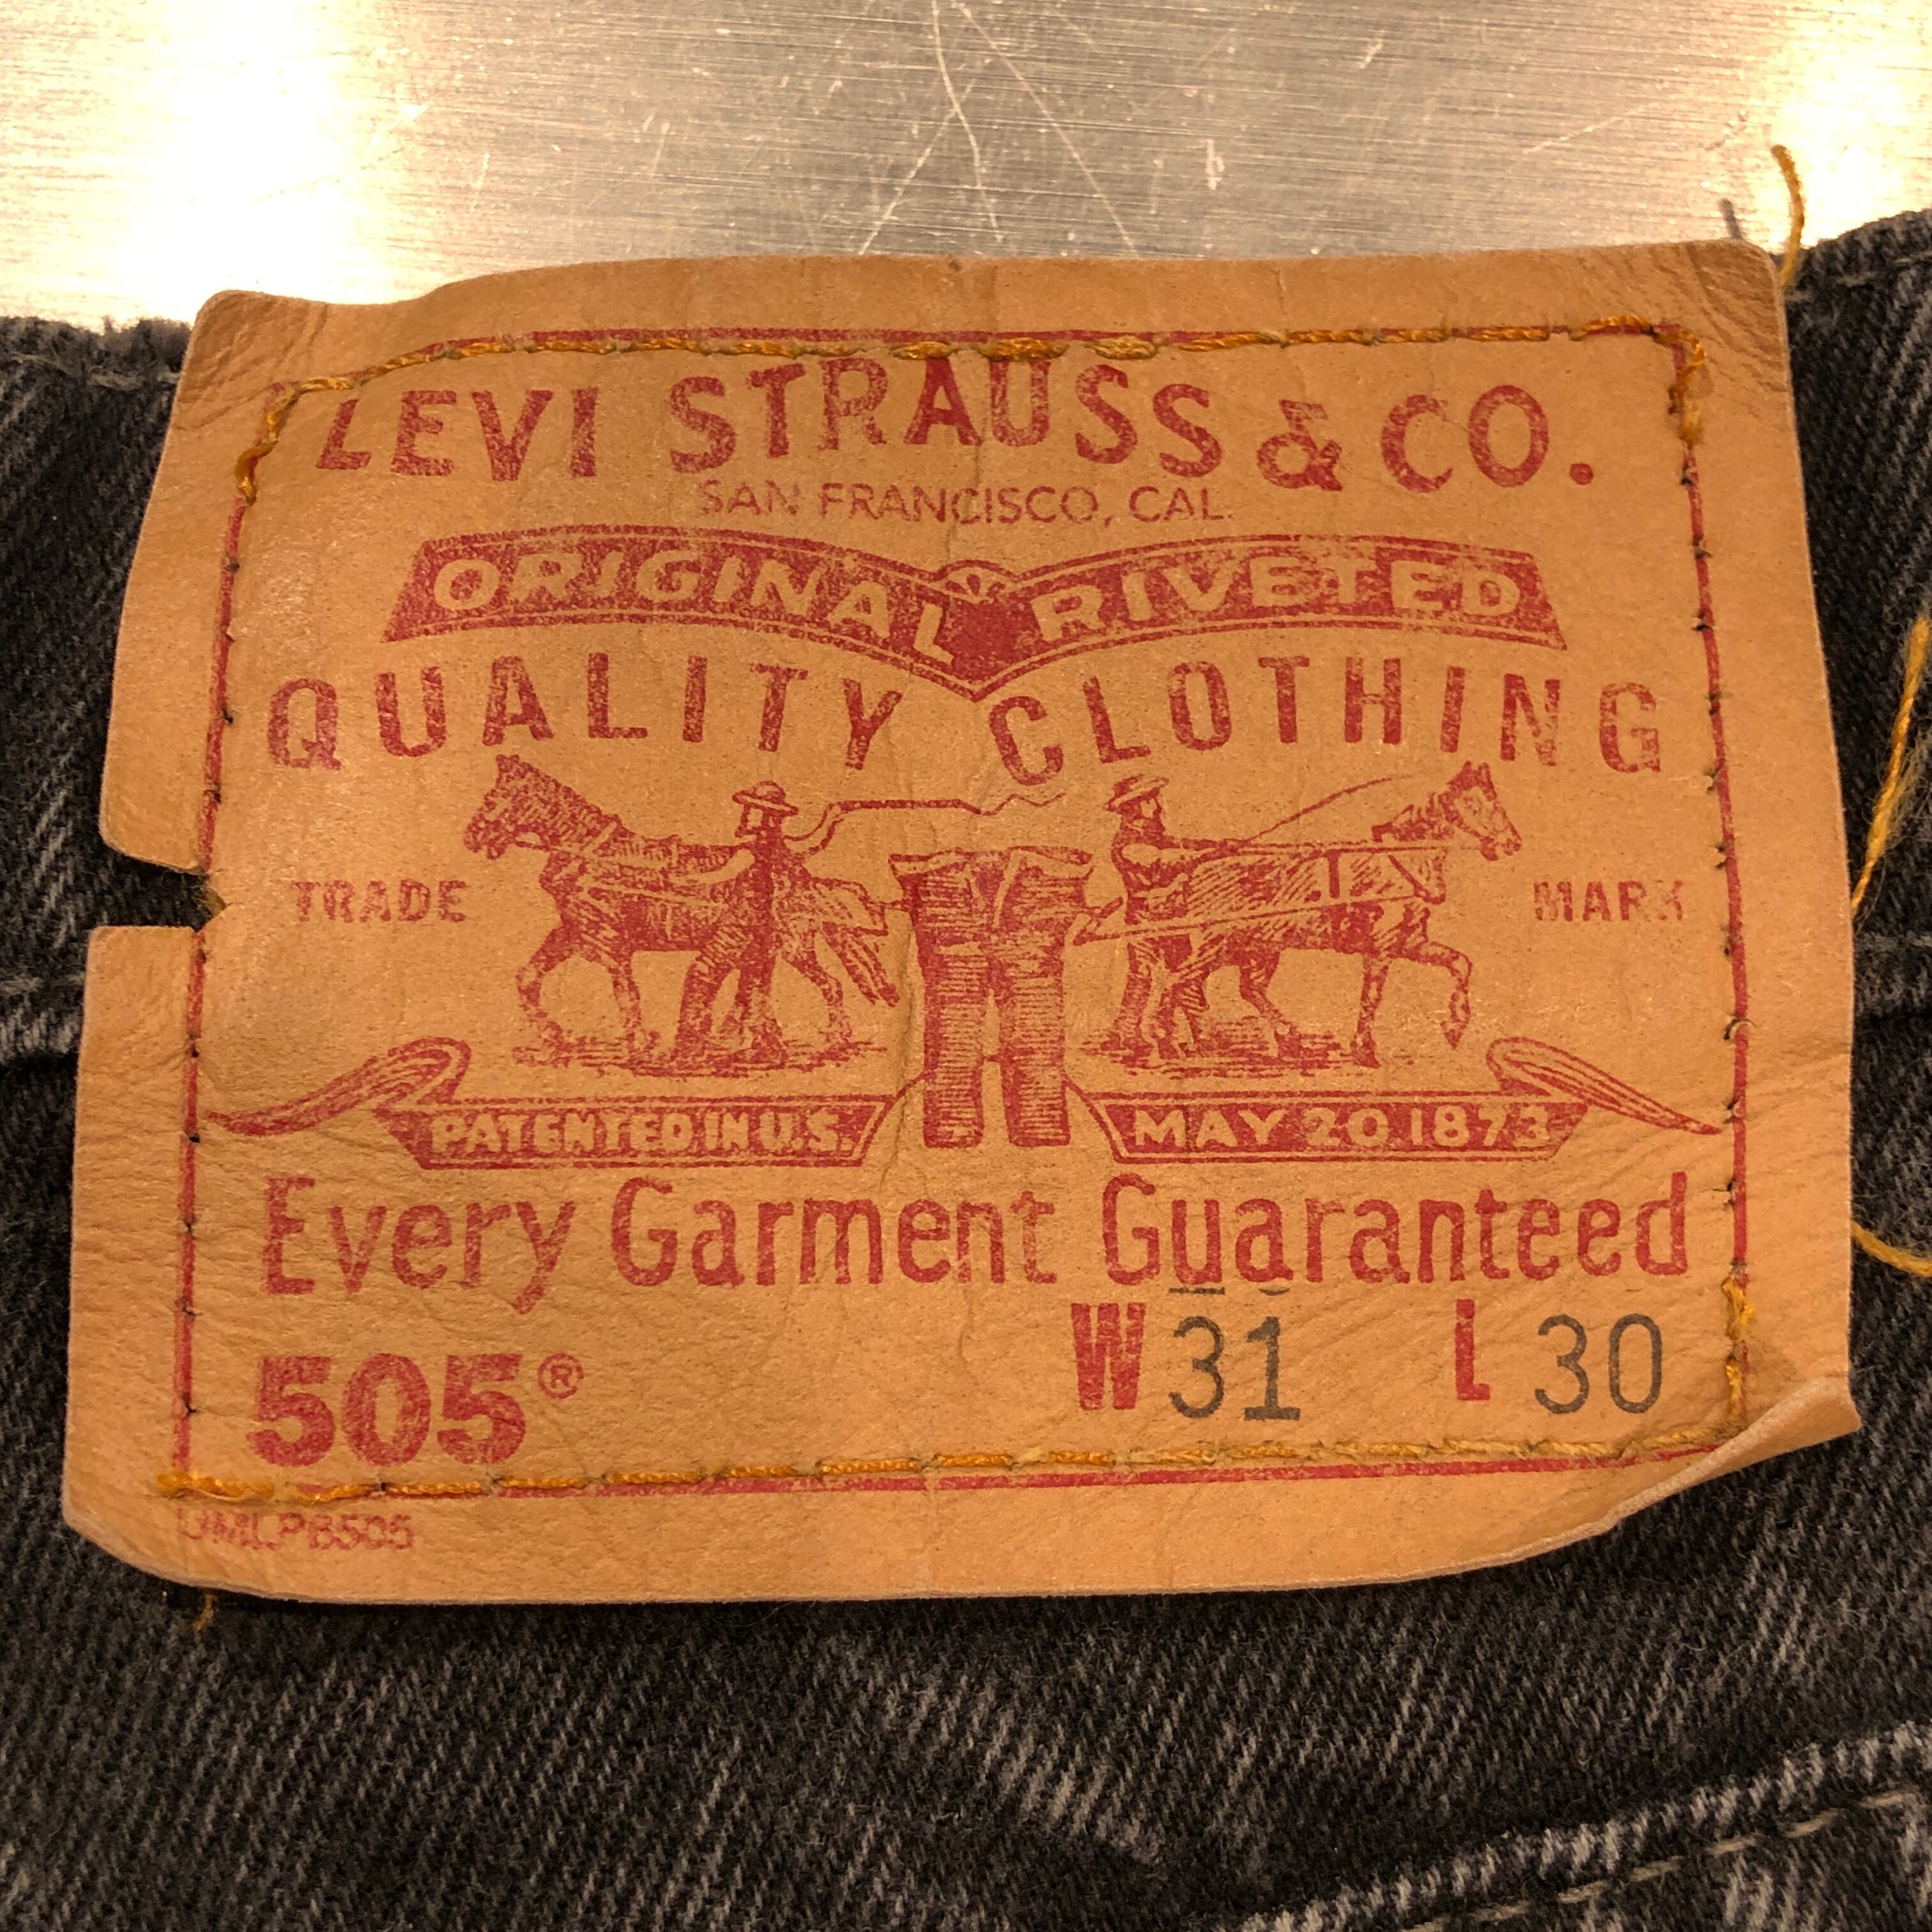 LEVI STRAUSS & CO.
SAN FRANCISCO, CAL.
ORIGINAL RIVETED
QUALITY CLOTHING
TRADE MARK
PATENTED IN U.S. MAY 20 1873
Every Garment Guaranteed
505® W 31 L 30